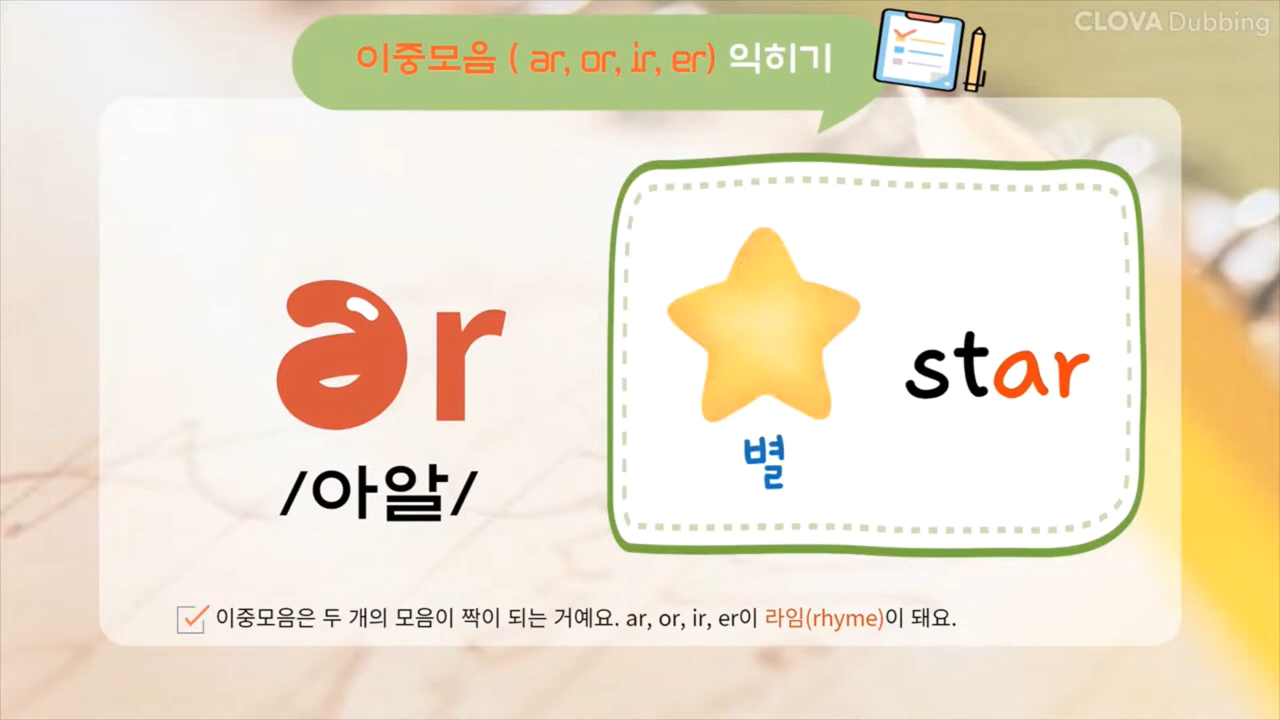 CLOVA Dubbing
이중모음 ( ar, or, ir, er) 익히기
ar
/아알/
별
star
이중모음은 두 개의 모음이 짝이 되는 거예요. ar, or, ir, er이 라임(rhyme)이 돼요.